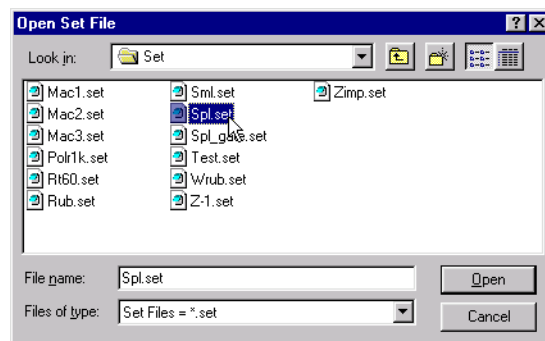 Open Set File
Look in: Set
Mac1.set Sml.set Zimp.set
Mac2.set Spl.set
Mac3.set Spl_gate.set
Polr1k.set Test.set
Rt60.set Wrub.set
Rub.set Z-1.set
File name: Spl.set Open
Files of type: Set Files = *.set Cancel